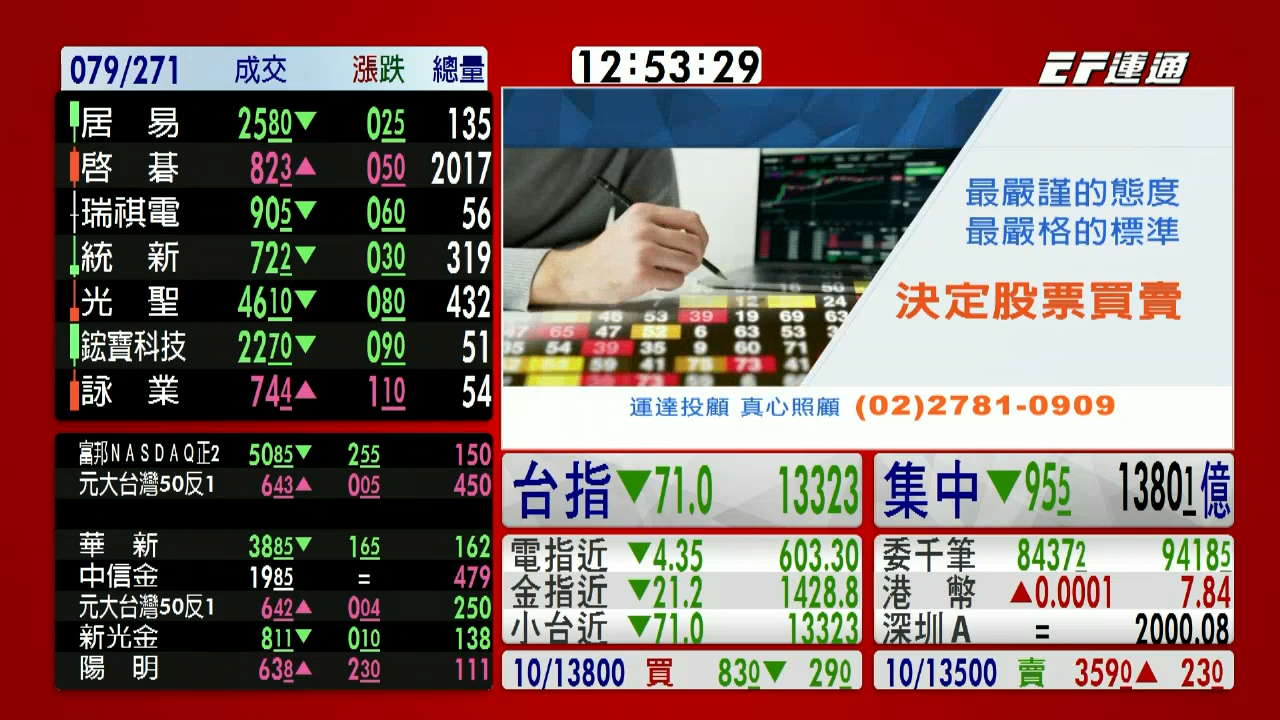 079/271 成交 漲跌 總量
12:53:29
EF運通
居易 2580▼ 025 135
啓碁 823▲ 050 2017
瑞祺電 905▼ 060 56
統新 722▼ 030 319
光聖 4610▼ 080 432
鋐寶科技 2270▼ 090 51
詠業 744▲ 110 54
最嚴謹的態度
最嚴格的標準
決定股票買賣
運達投顧 真心照顧 (02)2781-0909
富邦NASDAQ正2 5085▼ 255 150
元大台灣50反1 643▲ 005 450
華新 3885▼ 165 162
中信金 1985 = 479
元大台灣50反1 642▲ 004 250
新光金 811▼ 010 138
陽明 638▲ 230 111
台指▼71.0 13323
集中▼955 13801億
電指近 ▼4.35 603.30
金指近 ▼21.2 1428.8
小台近 ▼71.0 13323
委千筆 84372 94185
港幣 ▲0.0001 7.84
深圳A = 2000.08
10/13800 買 830▼ 290
10/13500 賣 3590▲ 230